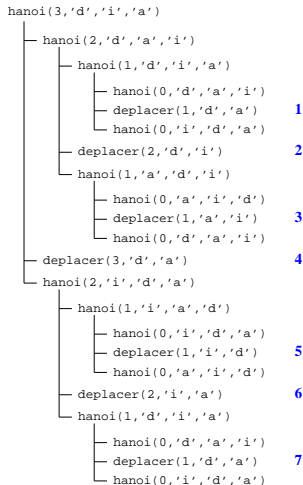 hanoi(3,'d','i','a')
hanoi(2,'d','a','i')
hanoi(1,'d','i','a')
hanoi(0,'d','a','i')
deplacer(1,'d','a') 1
hanoi(0,'i','d','a')
deplacer(2,'d','i') 2
hanoi(1,'a','d','i')
hanoi(0,'a','i','d')
deplacer(1,'a','i') 3
hanoi(0,'d','a','i')
deplacer(3,'d','a') 4
hanoi(2,'i','d','a')
hanoi(1,'i','a','d')
hanoi(0,'i','d','a')
deplacer(1,'i','d') 5
hanoi(0,'a','i','d')
deplacer(2,'i','a') 6
hanoi(1,'d','i','a')
hanoi(0,'d','a','i')
deplacer(1,'d','a') 7
hanoi(0,'i','d','a')